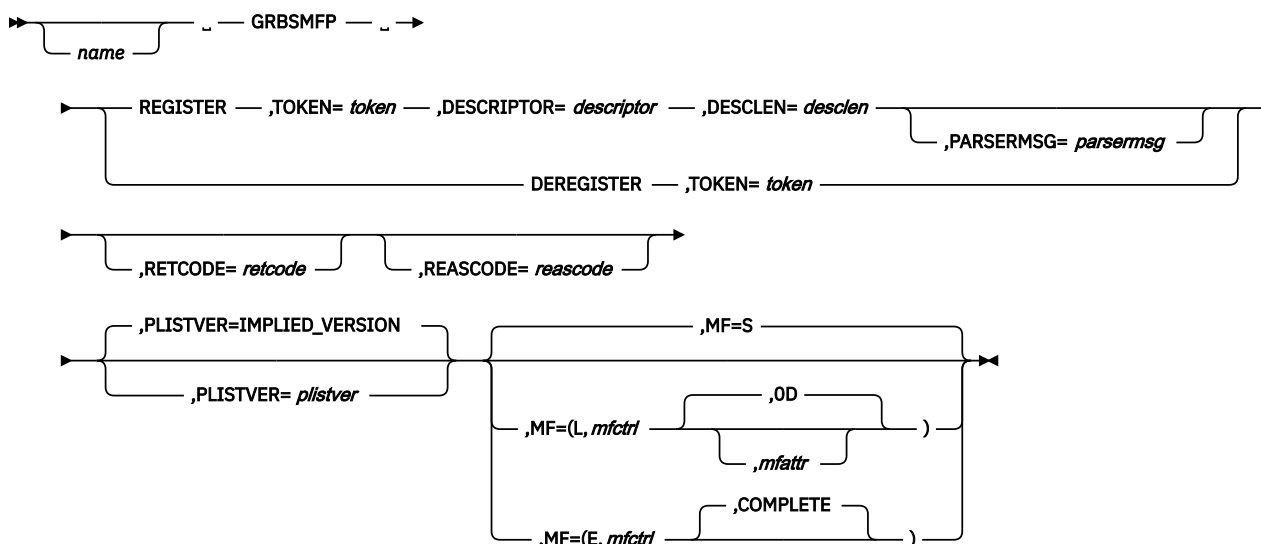 ␣ GRBSMFP ␣
name
REGISTER ,TOKEN= token ,DESCRIPTOR= descriptor ,DESCLEN= desclen
,PARSERMSG= parsermsg
DEREGISTER ,TOKEN= token
,RETCODE= retcode ,REASCODE= reascode
,PLISTVER=IMPLIED_VERSION ,MF=S
,PLISTVER= plistver
,0D
,MF=(L, mfctrl )
,mfattr
,COMPLETE
,MF=(E, mfctrl )